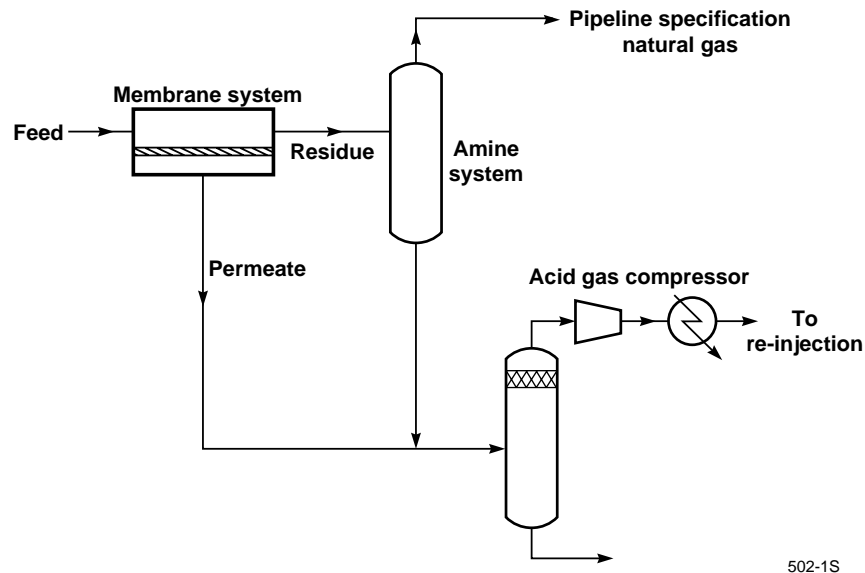 Pipeline specification
natural gas
Membrane system
Feed
Residue
Amine
system
Permeate
Acid gas compressor
To
re-injection
502-1S